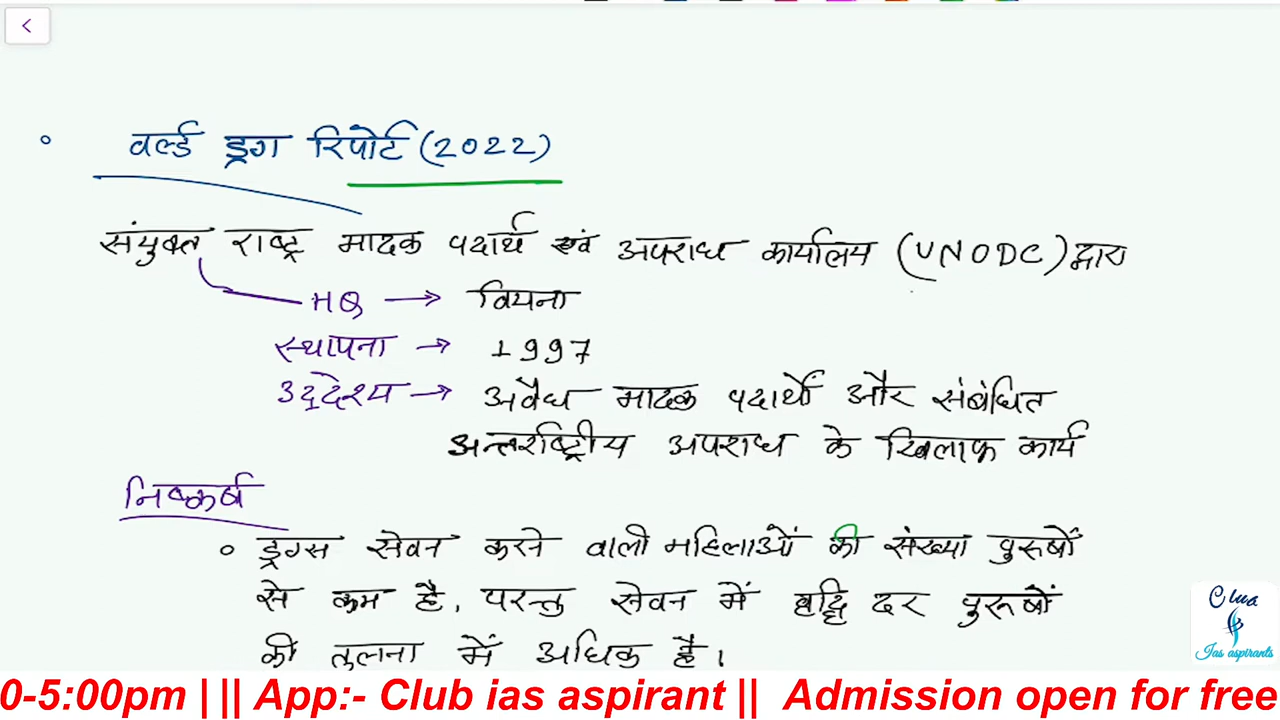 वर्ल्ड ड्रग रिपोर्ट (2022)
संयुक्त राष्ट्र मादक पदार्थ एवं अपराध कार्यालय (UNODC) द्वारा
HQ → वियना
स्थापना → 1997
उद्देश्य → अवैध मादक पदार्थों और संबंधित
अन्तर्राष्ट्रीय अपराध के खिलाफ कार्य
निष्कर्ष
ड्रग्स सेवन करने वाली महिलाओं की संख्या पुरुषों
से कम है, परन्तु सेवन में वृद्धि दर पुरूषों
की तुलना में अधिक है।
Club
Ias aspirants
0-5:00pm | || App:- Club ias aspirant || Admission open for free